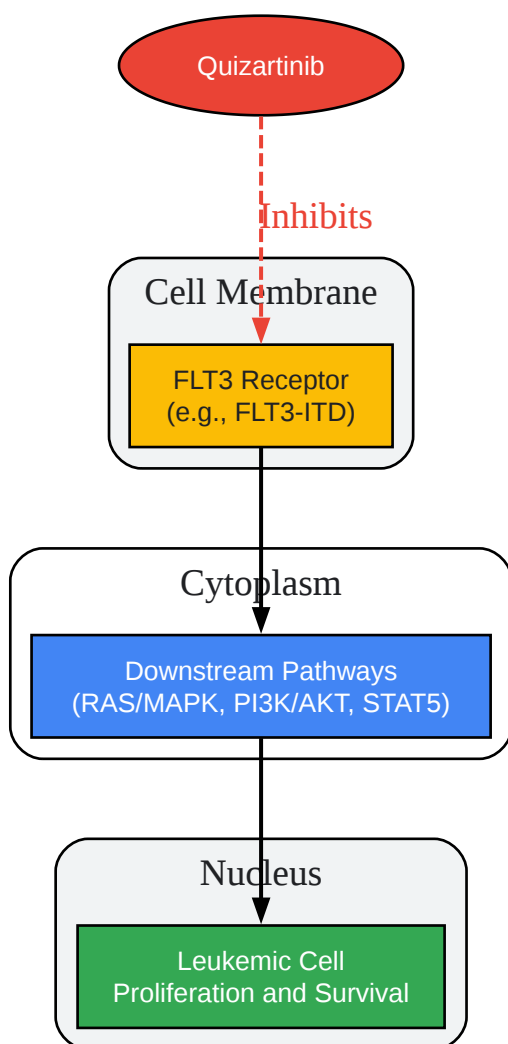 Quizartinib
Inhibits
Cell Membrane
FLT3 Receptor
(e.g., FLT3-ITD)
Cytoplasm
Downstream Pathways
(RAS/MAPK, PI3K/AKT, STAT5)
Nucleus
Leukemic Cell
Proliferation and Survival